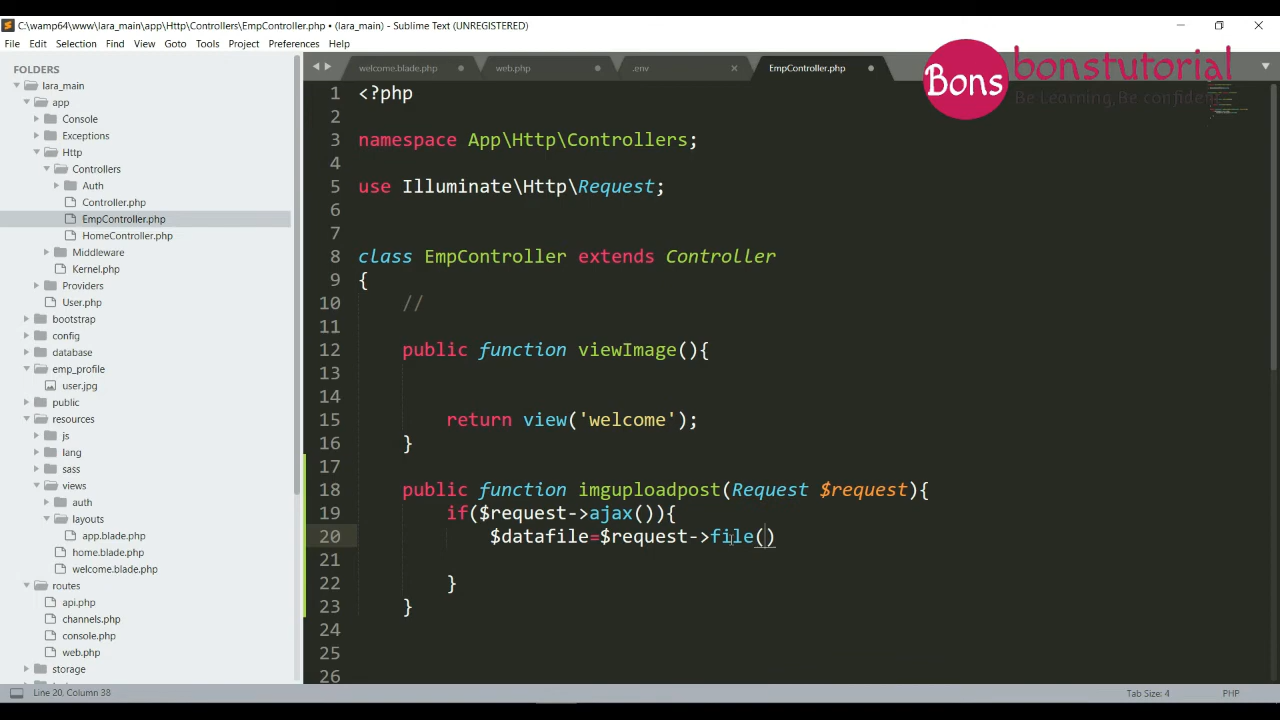 C:\wamp64\www\lara_main\app\Http\Controllers\EmpController.php • (lara_main) - Sublime Text (UNREGISTERED)
File Edit Selection Find View Goto Tools Project Preferences Help
FOLDERS
lara_main
app
Console
Exceptions
Http
Controllers
Auth
Controller.php
EmpController.php
HomeController.php
Middleware
Kernel.php
Providers
User.php
bootstrap
config
database
emp_profile
user.jpg
public
resources
js
lang
sass
views
auth
layouts
app.blade.php
home.blade.php
welcome.blade.php
routes
api.php
channels.php
console.php
web.php
storage
welcome.blade.php web.php .env EmpController.php
Bons bonstutorial
Be Learning,Be confident
1 <?php
2
3 namespace App\Http\Controllers;
4
5 use Illuminate\Http\Request;
6
7
8 class EmpController extends Controller
9 {
10 //
11
12 public function viewImage(){
13
14
15 return view('welcome');
16 }
17
18 public function imguploadpost(Request $request){
19 if($request->ajax()){
20 $datafile=$request->file()
21
22 }
23 }
24
25
26
Line 20, Column 38 Tab Size: 4 PHP